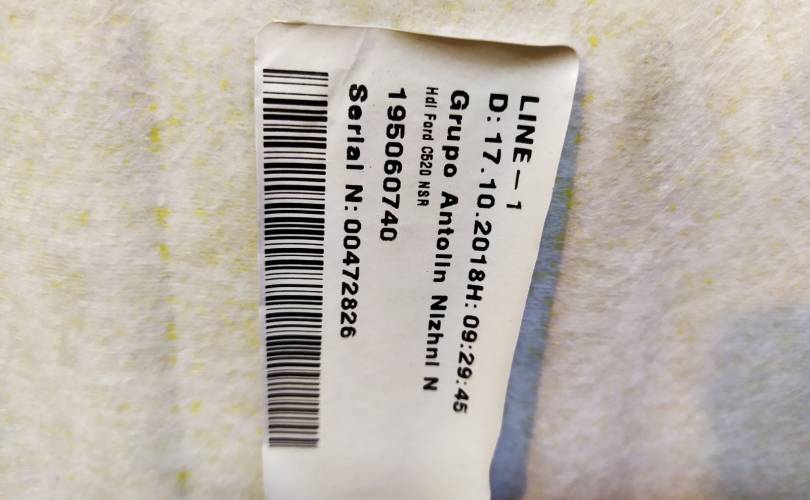 LINE-1
D: 17.10.2018H: 09:29:45
Grupo Antolin Nizhni N
Hdl Ford C520 NSR
195060740
Serial N: 00472826